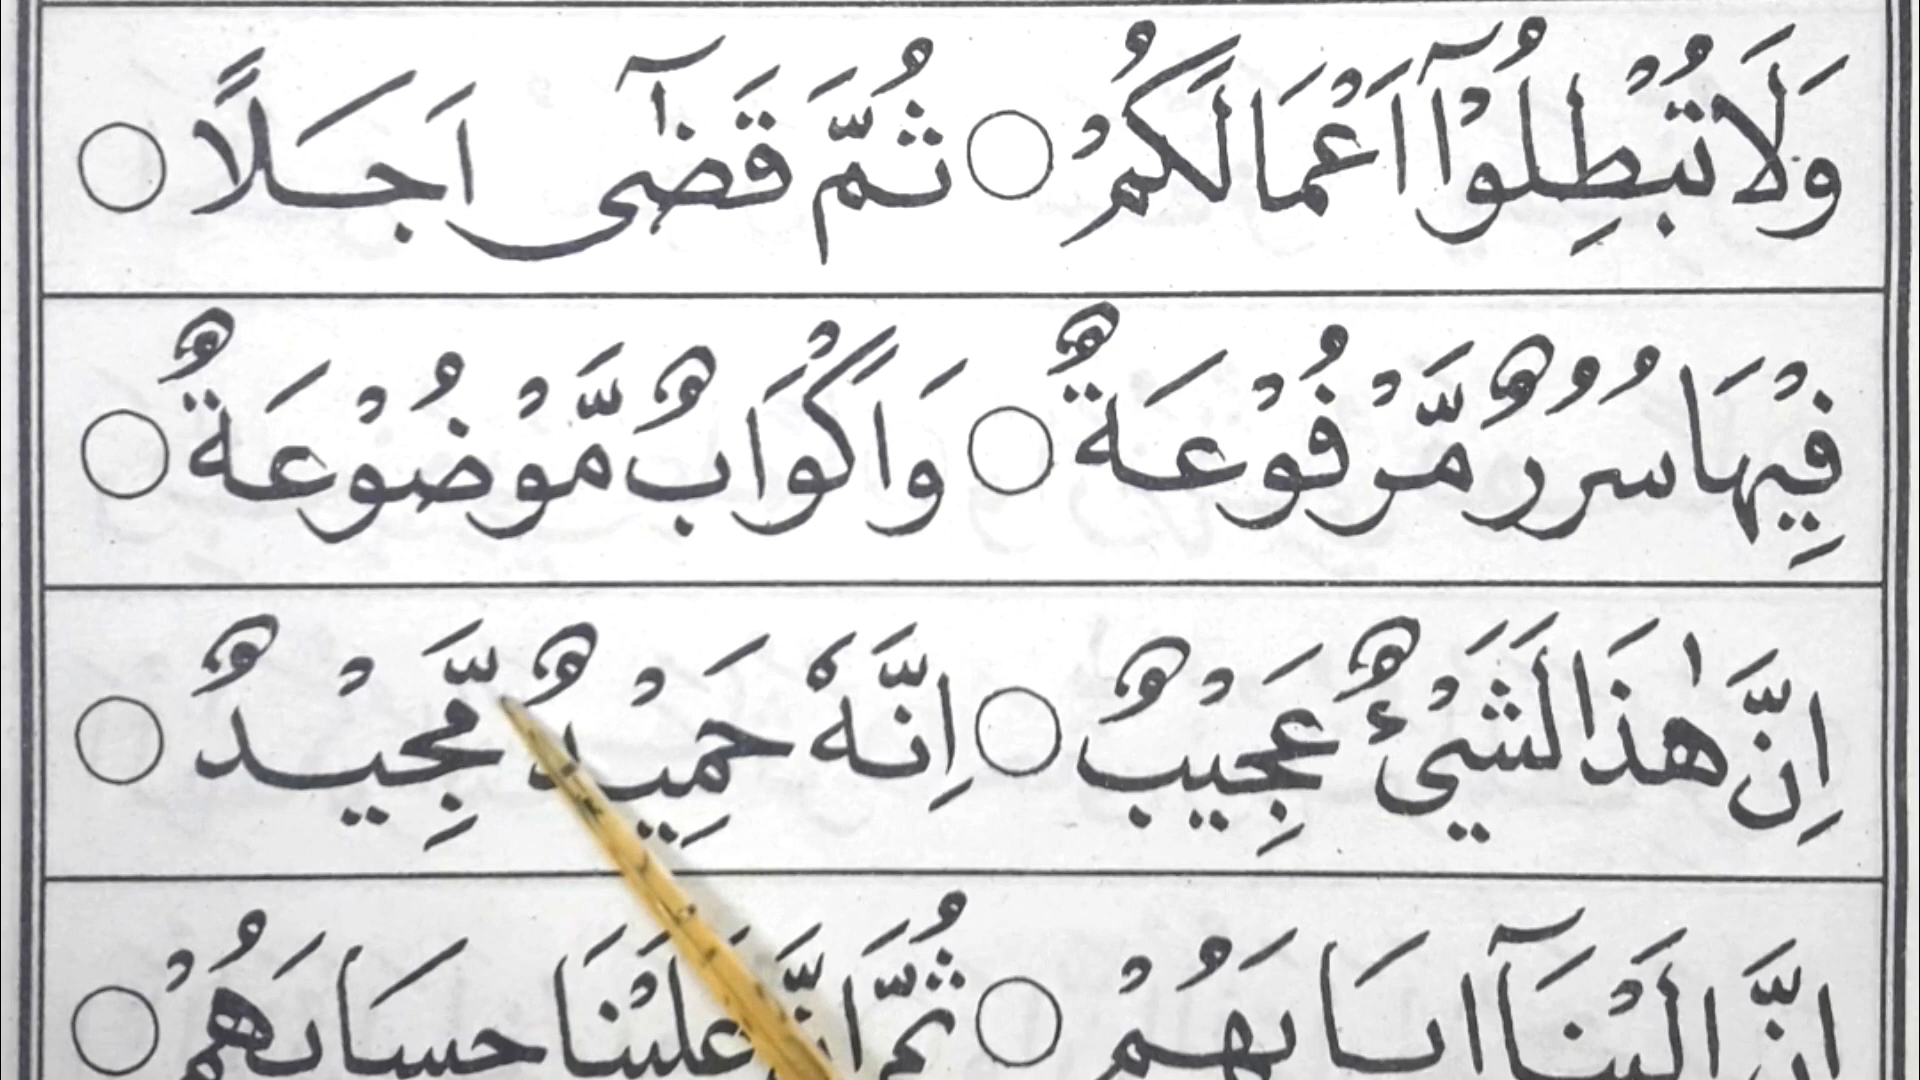 وَلَا تُبْطِلُوْٓا اَعْمَالَكُمْ ○ ثُمَّ قَضٰٓى اَجَلًا ○
فِيْهَا سُرُرٌ مَّرْفُوْعَةٌ ○ وَاَكْوَابٌ مَّوْضُوْعَةٌ ○
اِنَّ هٰذَا لَشَيْئٌ عَجِيْبٌ ○ اِنَّهٗ حَمِيْدٌ مَّجِيْدٌ ○
اِنَّ اِلَيْنَآ اِيَابَهُمْ ○ ثُمَّ اِنَّ عَلَيْنَا حِسَابَهُمْ ○